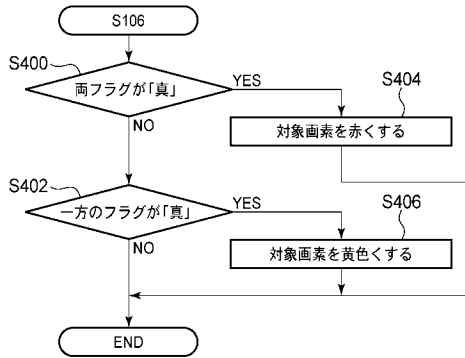 S106
S400
両フラグが「真」
YES
S404
対象画素を赤くする
NO
S402
一方のフラグが「真」
YES
S406
対象画素を黄色くする
NO
END